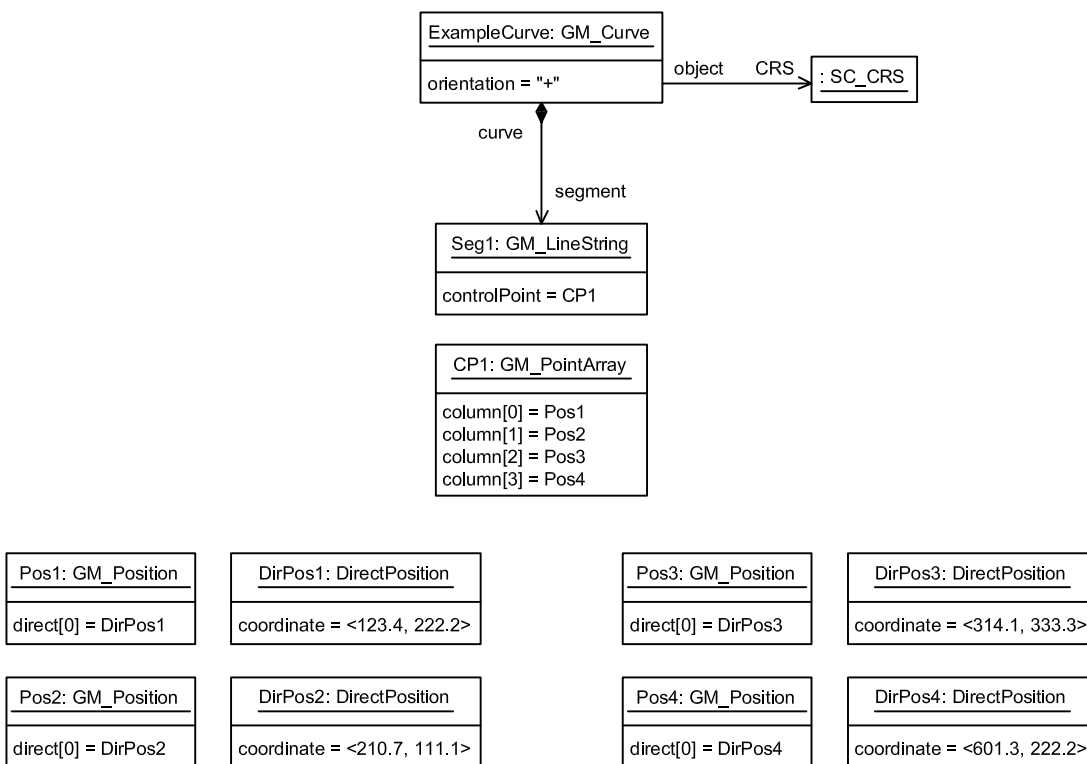 ExampleCurve: GM_Curve
orientation = "+"
object
CRS
: SC_CRS
curve
segment
Seg1: GM_LineString
controlPoint = CP1
CP1: GM_PointArray
column[0] = Pos1
column[1] = Pos2
column[2] = Pos3
column[3] = Pos4
Pos1: GM_Position
direct[0] = DirPos1
DirPos1: DirectPosition
coordinate = <123.4, 222.2>
Pos3: GM_Position
direct[0] = DirPos3
DirPos3: DirectPosition
coordinate = <314.1, 333.3>
Pos2: GM_Position
direct[0] = DirPos2
DirPos2: DirectPosition
coordinate = <210.7, 111.1>
Pos4: GM_Position
direct[0] = DirPos4
DirPos4: DirectPosition
coordinate = <601.3, 222.2>